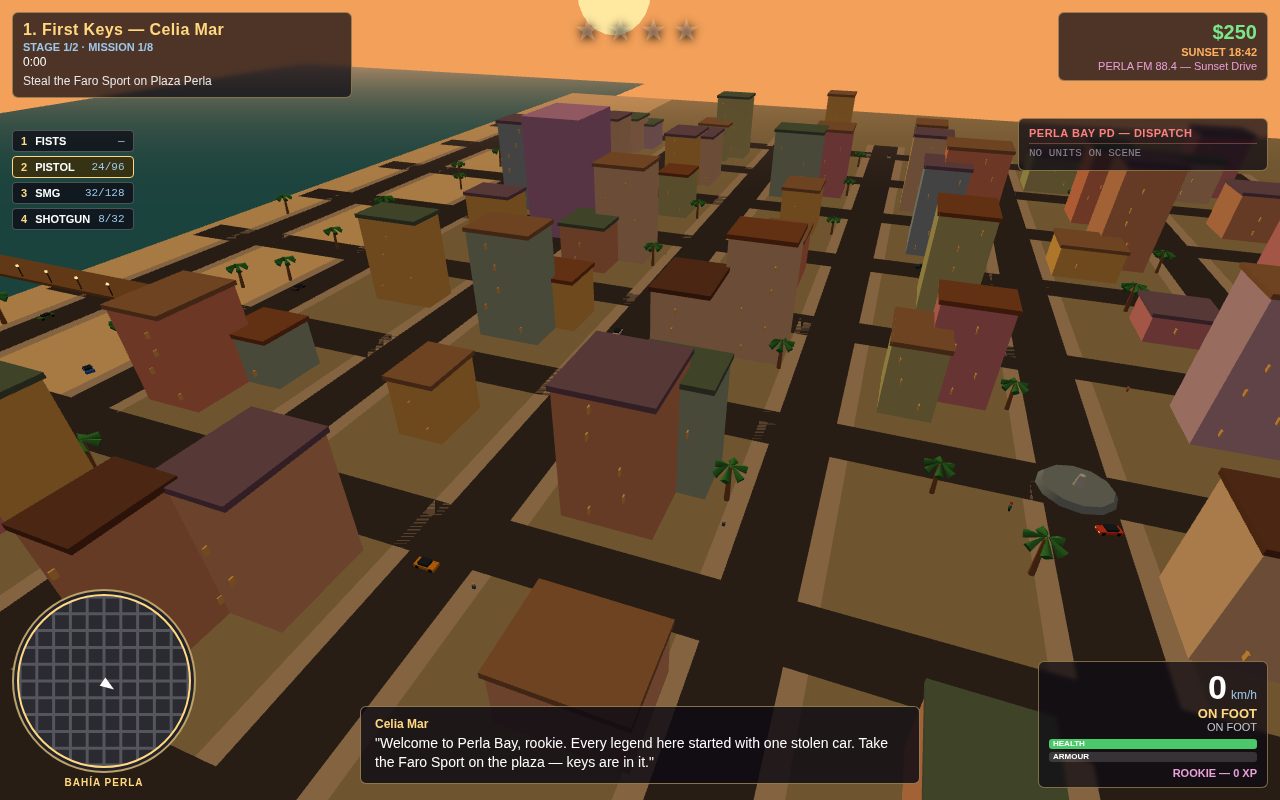 1. First Keys — Celia Mar
STAGE 1/2 · MISSION 1/8
0:00
Steal the Faro Sport on Plaza Perla
$250
SUNSET 18:42
PERLA FM 88.4 — Sunset Drive
PERLA BAY PD — DISPATCH
NO UNITS ON SCENE
1 FISTS —
2 PISTOL 24/96
3 SMG 32/128
4 SHOTGUN 8/32
BAHÍA PERLA
Celia Mar
"Welcome to Perla Bay, rookie. Every legend here started with one stolen car. Take
the Faro Sport on the plaza — keys are in it."
0 km/h
ON FOOT
ON FOOT
HEALTH
ARMOUR
ROOKIE — 0 XP